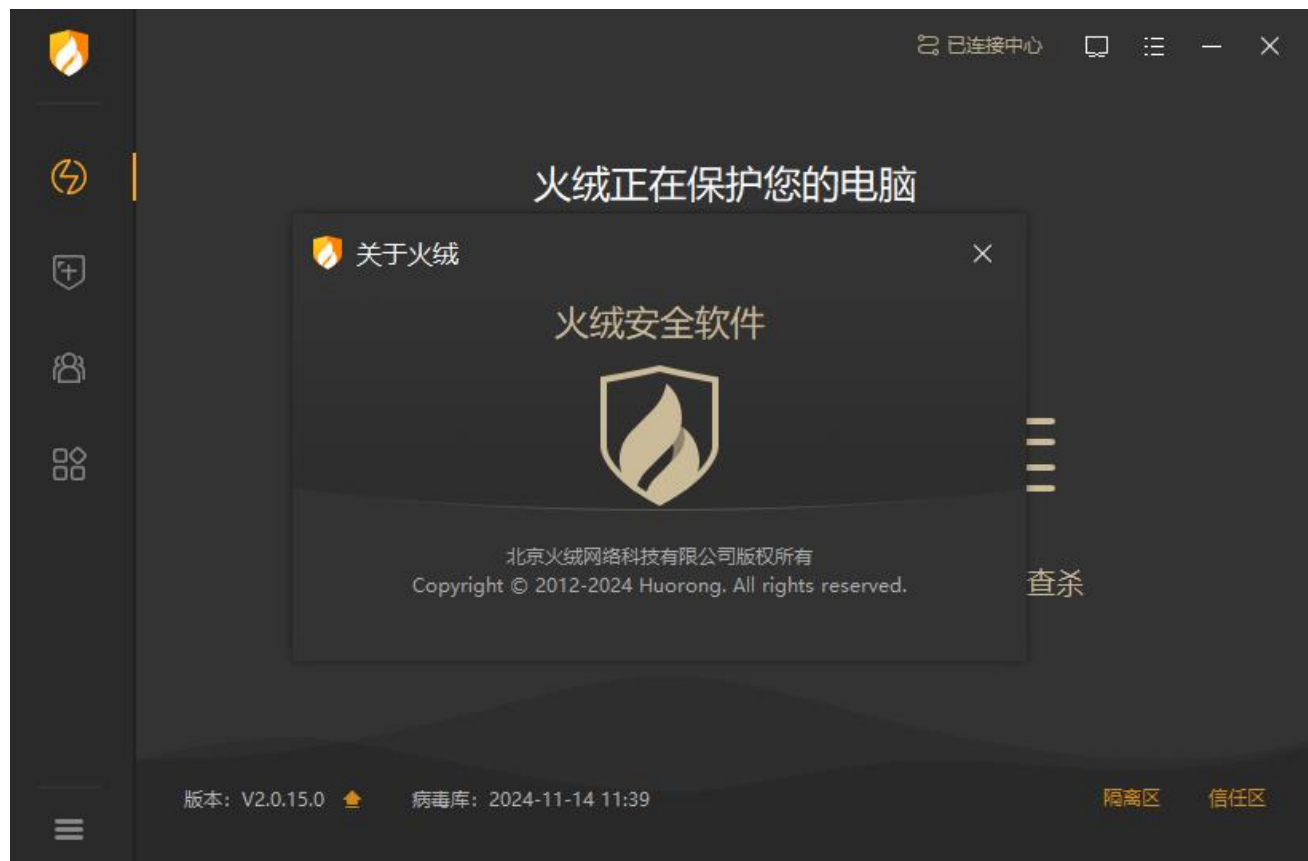 已连接中心
火绒正在保护您的电脑
关于火绒
火绒安全软件
北京火绒网络科技有限公司版权所有
Copyright © 2012-2024 Huorong. All rights reserved.
查杀
版本：V2.0.15.0 病毒库：2024-11-14 11:39 隔离区 信任区